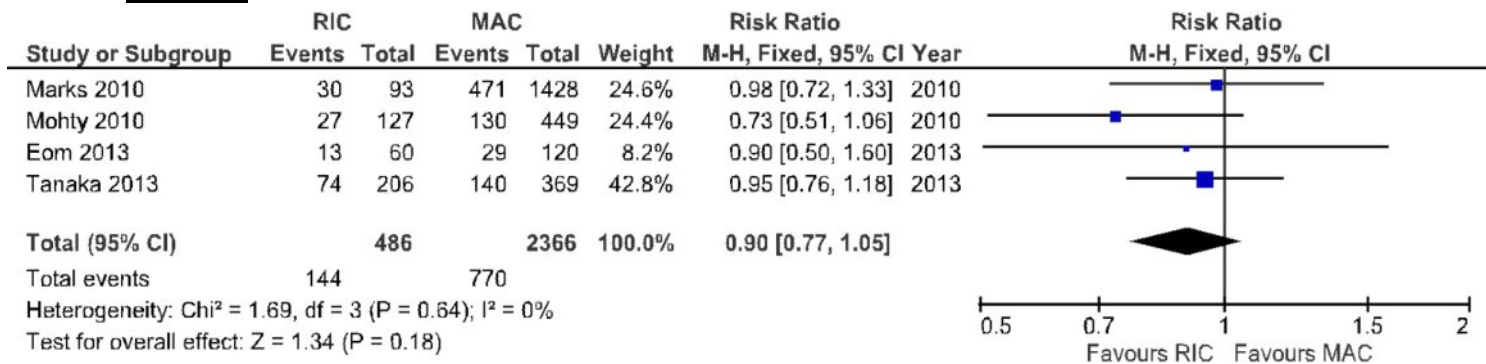 RIC MAC Risk Ratio Risk Ratio
Study or Subgroup Events Total Events Total Weight M-H, Fixed, 95% CI Year M-H, Fixed, 95% CI
Marks 2010 30 93 471 1428 24.6% 0.98 [0.72, 1.33] 2010
Mohty 2010 27 127 130 449 24.4% 0.73 [0.51, 1.06] 2010
Eom 2013 13 60 29 120 8.2% 0.90 [0.50, 1.60] 2013
Tanaka 2013 74 206 140 369 42.8% 0.95 [0.76, 1.18] 2013
Total (95% CI) 486 2366 100.0% 0.90 [0.77, 1.05]
Total events 144 770
Heterogeneity: Chi² = 1.69, df = 3 (P = 0.64); I² = 0%
Test for overall effect: Z = 1.34 (P = 0.18)
0.5 0.7 1 1.5 2
Favours RIC Favours MAC